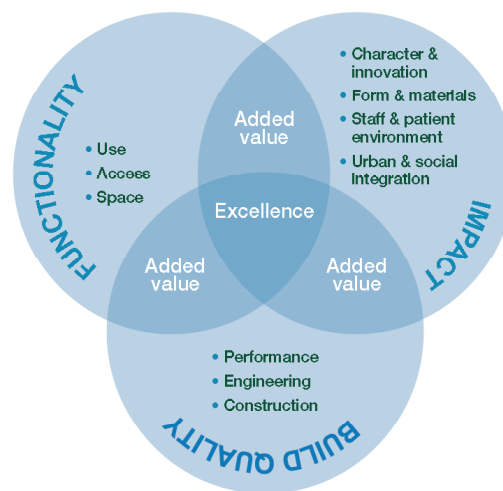 FUNCTIONALITY
• Use
• Access
• Space
IMPACT
• Character &
innovation
• Form & materials
• Staff & patient
environment
• Urban & social
integration
Added
value
Excellence
Added
value
Added
value
• Performance
• Engineering
• Construction
BUILD QUALITY